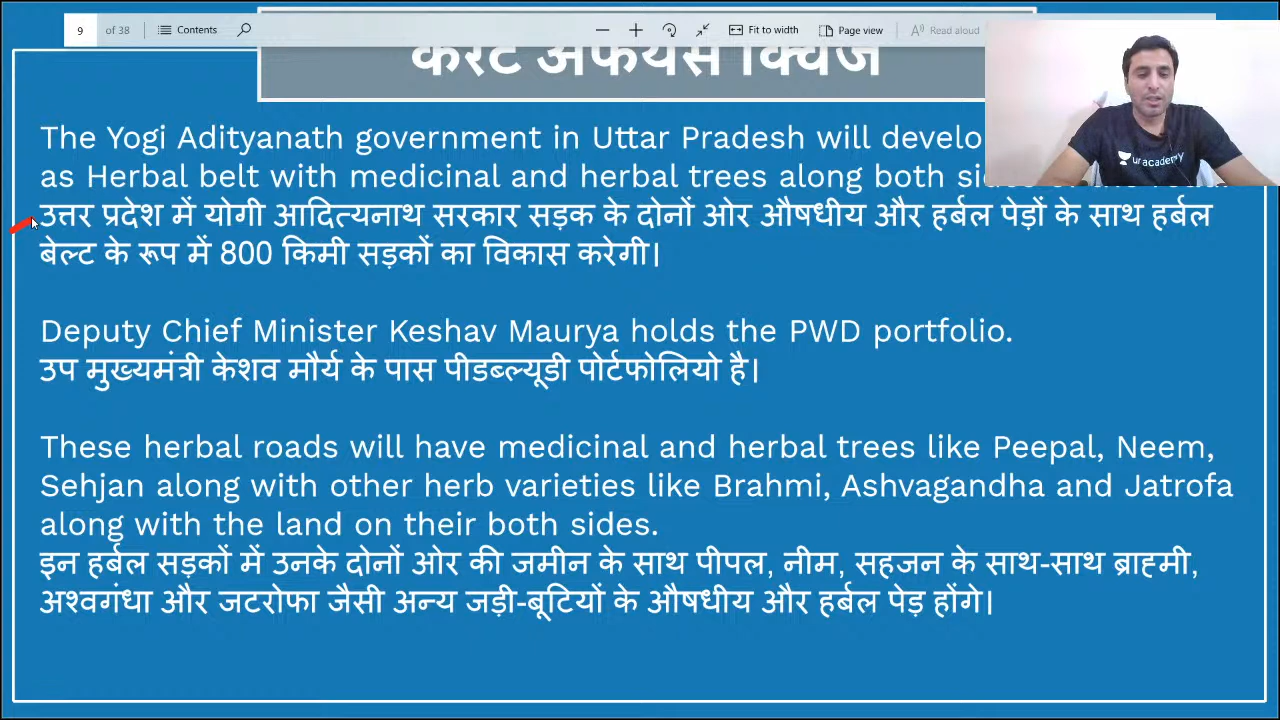 9 of 38 Contents Fit to width Page view Read aloud
करंट अफेयर्स क्विज
The Yogi Adityanath government in Uttar Pradesh will
as Herbal belt with medicinal and herbal trees along both
उत्तर प्रदेश में योगी आदित्यनाथ सरकार सड़क के दोनों ओर औषधीय और हर्बल पेड़ों के साथ हर्बल
बेल्ट के रूप में 800 किमी सड़कों का विकास करेगी।
Deputy Chief Minister Keshav Maurya holds the PWD portfolio.
उप मुख्यमंत्री केशव मौर्य के पास पीडब्ल्यूडी पोर्टफोलियो है।
These herbal roads will have medicinal and herbal trees like Peepal, Neem,
Sehjan along with other herb varieties like Brahmi, Ashvagandha and Jatrofa
along with the land on their both sides.
इन हर्बल सड़कों में उनके दोनों ओर की जमीन के साथ पीपल, नीम, सहजन के साथ-साथ ब्राह्मी,
अश्वगंधा और जटरोफा जैसी अन्य जड़ी-बूटियों के औषधीय और हर्बल पेड़ होंगे।